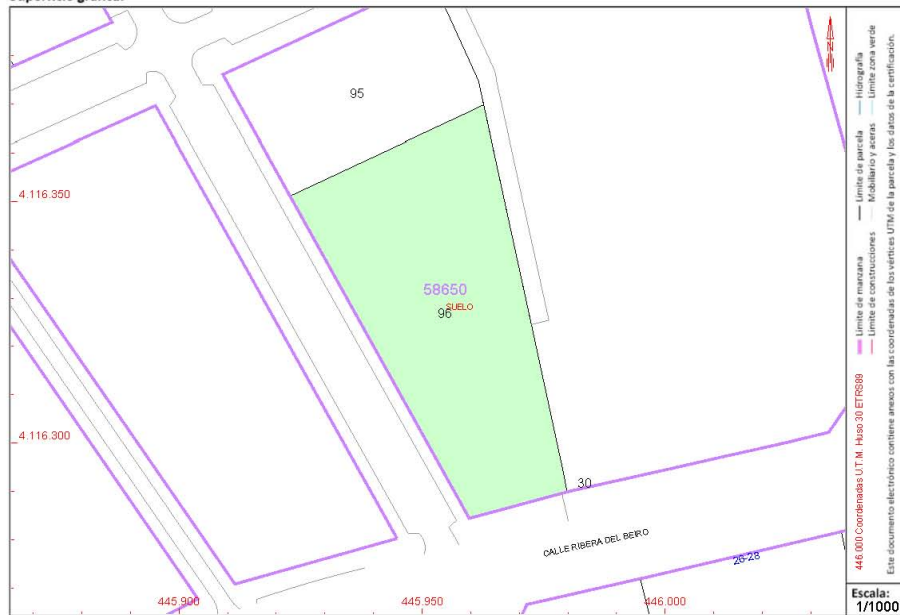 95
4.116.350
58650
SUELO
96
4.116.300
30
CALLE RIBERA DEL BEIRO
26-28
445.900
445.950
446.000
446.000 Coordenadas U.T.M. Huso 30 ETRS89
Límite de manzana
Límite de parcela
Hidrografía
Límite de construcciones
Mobiliario y aceras
Límite zona verde
Este documento electrónico contiene anexos con las coordenadas de los vértices UTM de la parcela y los datos de la certificación.
Escala:
1/1000